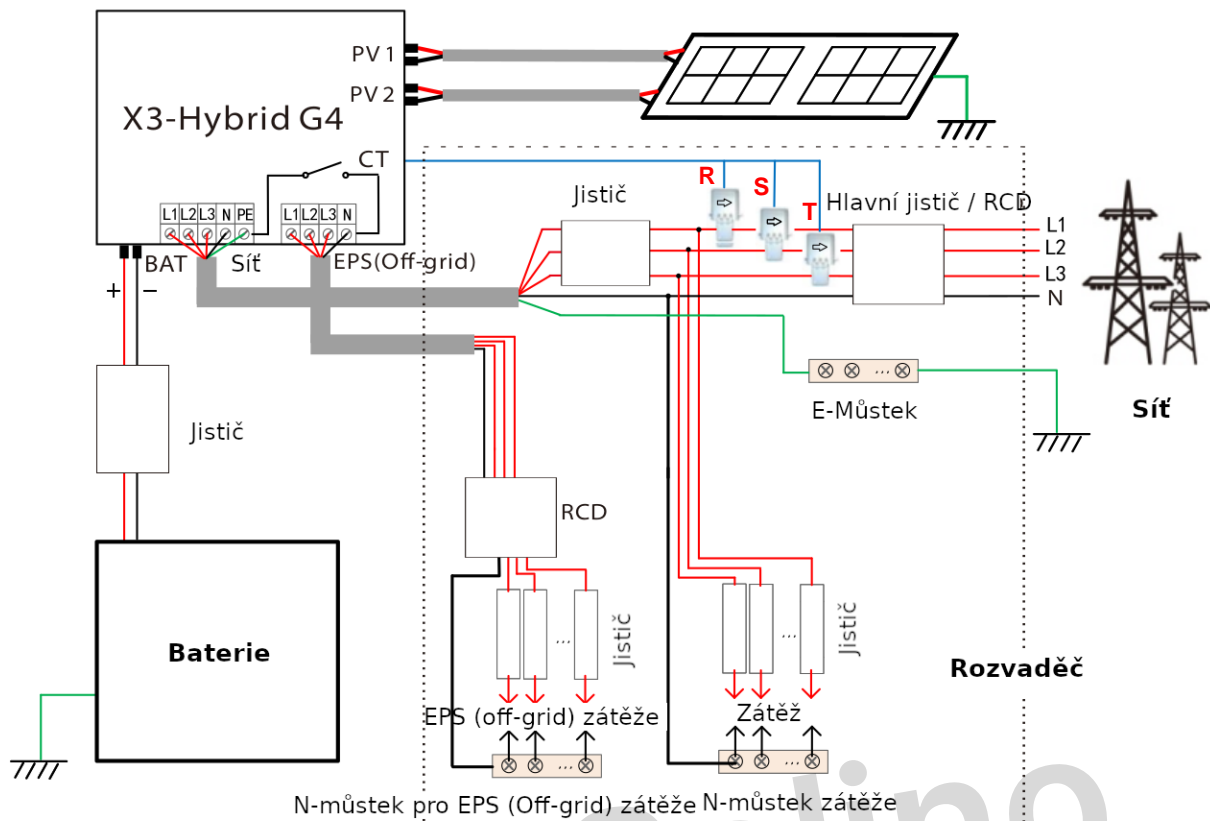 X3-Hybrid G4
PV 1
PV 2
CT
L1 L2 L3 N PE
L1 L2 L3 N
BAT
Síť
EPS(Off-grid)
+ −
Jistič
R
S
T
Hlavní jistič / RCD
L1
L2
L3
N
Jistič
...
E-Můstek
Síť
RCD
...
Jistič
...
Jistič
Baterie
Rozvaděč
EPS (off-grid) zátěže
Zátěž
...
...
N-můstek pro EPS (Off-grid) zátěže
N-můstek zátěže